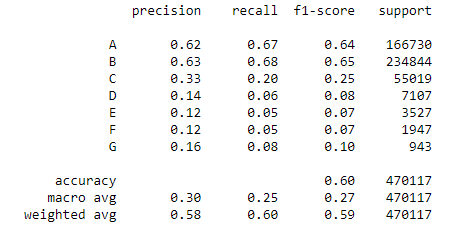 precision recall f1-score support
A 0.62 0.67 0.64 166730
B 0.63 0.68 0.65 234844
C 0.33 0.20 0.25 55019
D 0.14 0.06 0.08 7107
E 0.12 0.05 0.07 3527
F 0.12 0.05 0.07 1947
G 0.16 0.08 0.10 943
accuracy 0.60 470117
macro avg 0.30 0.25 0.27 470117
weighted avg 0.58 0.60 0.59 470117